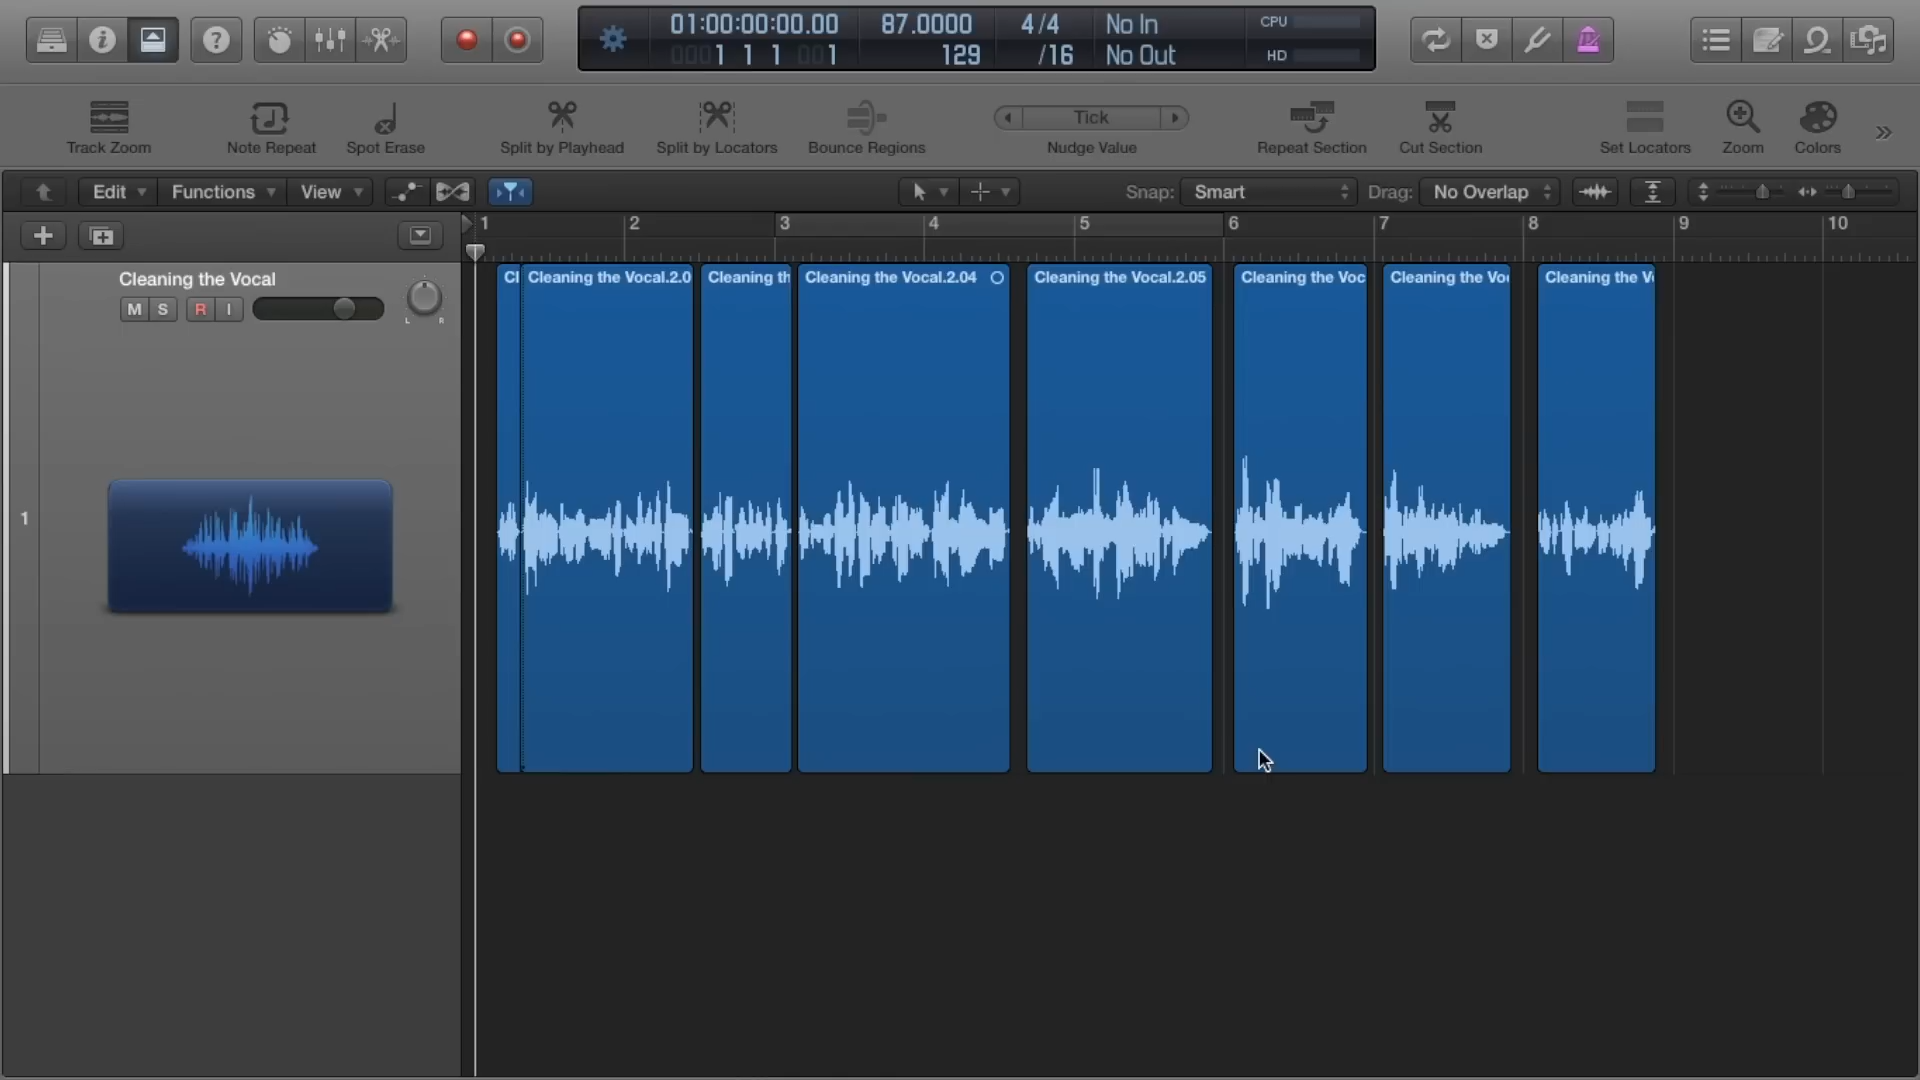 01:00:00:00.00 87.0000 4/4 No In CPU
0001 1 1 001 129 /16 No Out HD
Tick
Track Zoom Note Repeat Spot Erase Split by Playhead Split by Locators Bounce Regions Nudge Value Repeat Section Cut Section Set Locators Zoom Colors
Edit Functions View Snap: Smart Drag: No Overlap
1 2 3 4 5 6 7 8 9 10
Cleaning the Vocal
M S R I
L R
1
Cl Cleaning the Vocal.2.0 Cleaning th Cleaning the Vocal.2.04 Cleaning the Vocal.2.05 Cleaning the Voc Cleaning the Vo Cleaning the V